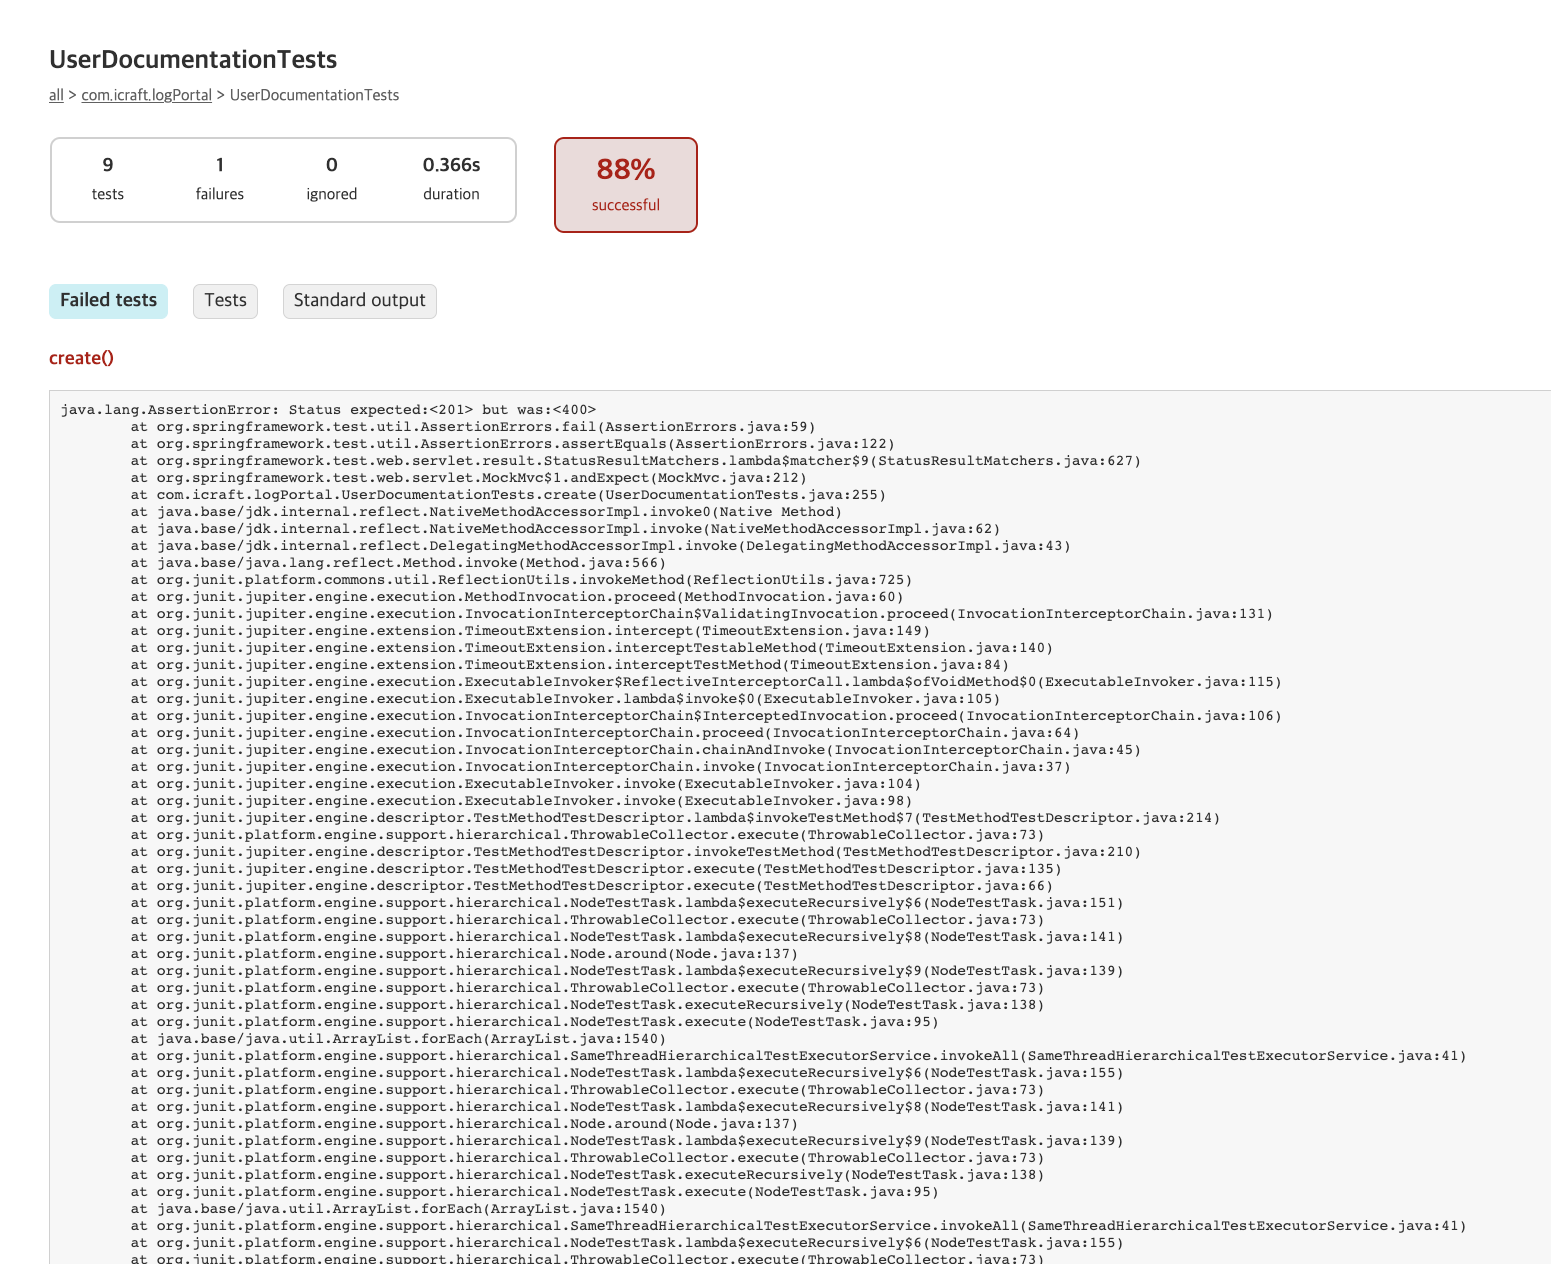 UserDocumentationTests
all > com.icraft.logPortal > UserDocumentationTests
9 1 0 0.366s
tests failures ignored duration
88%
successful
Failed tests Tests Standard output
create()
java.lang.AssertionError: Status expected:<201> but was:<400>
at org.springframework.test.util.AssertionErrors.fail(AssertionErrors.java:59)
at org.springframework.test.util.AssertionErrors.assertEquals(AssertionErrors.java:122)
at org.springframework.test.web.servlet.result.StatusResultMatchers.lambda$matcher$9(StatusResultMatchers.java:627)
at org.springframework.test.web.servlet.MockMvc$1.andExpect(MockMvc.java:212)
at com.icraft.logPortal.UserDocumentationTests.create(UserDocumentationTests.java:255)
at java.base/jdk.internal.reflect.NativeMethodAccessorImpl.invoke0(Native Method)
at java.base/jdk.internal.reflect.NativeMethodAccessorImpl.invoke(NativeMethodAccessorImpl.java:62)
at java.base/jdk.internal.reflect.DelegatingMethodAccessorImpl.invoke(DelegatingMethodAccessorImpl.java:43)
at java.base/java.lang.reflect.Method.invoke(Method.java:566)
at org.junit.platform.commons.util.ReflectionUtils.invokeMethod(ReflectionUtils.java:725)
at org.junit.jupiter.engine.execution.MethodInvocation.proceed(MethodInvocation.java:60)
at org.junit.jupiter.engine.execution.InvocationInterceptorChain$ValidatingInvocation.proceed(InvocationInterceptorChain.java:131)
at org.junit.jupiter.engine.extension.TimeoutExtension.intercept(TimeoutExtension.java:149)
at org.junit.jupiter.engine.extension.TimeoutExtension.interceptTestableMethod(TimeoutExtension.java:140)
at org.junit.jupiter.engine.extension.TimeoutExtension.interceptTestMethod(TimeoutExtension.java:84)
at org.junit.jupiter.engine.execution.ExecutableInvoker$ReflectiveInterceptorCall.lambda$ofVoidMethod$0(ExecutableInvoker.java:115)
at org.junit.jupiter.engine.execution.ExecutableInvoker.lambda$invoke$0(ExecutableInvoker.java:105)
at org.junit.jupiter.engine.execution.InvocationInterceptorChain$InterceptedInvocation.proceed(InvocationInterceptorChain.java:106)
at org.junit.jupiter.engine.execution.InvocationInterceptorChain.proceed(InvocationInterceptorChain.java:64)
at org.junit.jupiter.engine.execution.InvocationInterceptorChain.chainAndInvoke(InvocationInterceptorChain.java:45)
at org.junit.jupiter.engine.execution.InvocationInterceptorChain.invoke(InvocationInterceptorChain.java:37)
at org.junit.jupiter.engine.execution.ExecutableInvoker.invoke(ExecutableInvoker.java:104)
at org.junit.jupiter.engine.execution.ExecutableInvoker.invoke(ExecutableInvoker.java:98)
at org.junit.jupiter.engine.descriptor.TestMethodTestDescriptor.lambda$invokeTestMethod$7(TestMethodTestDescriptor.java:214)
at org.junit.platform.engine.support.hierarchical.ThrowableCollector.execute(ThrowableCollector.java:73)
at org.junit.jupiter.engine.descriptor.TestMethodTestDescriptor.invokeTestMethod(TestMethodTestDescriptor.java:210)
at org.junit.jupiter.engine.descriptor.TestMethodTestDescriptor.execute(TestMethodTestDescriptor.java:135)
at org.junit.jupiter.engine.descriptor.TestMethodTestDescriptor.execute(TestMethodTestDescriptor.java:66)
at org.junit.platform.engine.support.hierarchical.NodeTestTask.lambda$executeRecursively$6(NodeTestTask.java:151)
at org.junit.platform.engine.support.hierarchical.ThrowableCollector.execute(ThrowableCollector.java:73)
at org.junit.platform.engine.support.hierarchical.NodeTestTask.lambda$executeRecursively$8(NodeTestTask.java:141)
at org.junit.platform.engine.support.hierarchical.Node.around(Node.java:137)
at org.junit.platform.engine.support.hierarchical.NodeTestTask.lambda$executeRecursively$9(NodeTestTask.java:139)
at org.junit.platform.engine.support.hierarchical.ThrowableCollector.execute(ThrowableCollector.java:73)
at org.junit.platform.engine.support.hierarchical.NodeTestTask.executeRecursively(NodeTestTask.java:138)
at org.junit.platform.engine.support.hierarchical.NodeTestTask.execute(NodeTestTask.java:95)
at java.base/java.util.ArrayList.forEach(ArrayList.java:1540)
at org.junit.platform.engine.support.hierarchical.SameThreadHierarchicalTestExecutorService.invokeAll(SameThreadHierarchicalTestExecutorService.java:41)
at org.junit.platform.engine.support.hierarchical.NodeTestTask.lambda$executeRecursively$6(NodeTestTask.java:155)
at org.junit.platform.engine.support.hierarchical.ThrowableCollector.execute(ThrowableCollector.java:73)
at org.junit.platform.engine.support.hierarchical.NodeTestTask.lambda$executeRecursively$8(NodeTestTask.java:141)
at org.junit.platform.engine.support.hierarchical.Node.around(Node.java:137)
at org.junit.platform.engine.support.hierarchical.NodeTestTask.lambda$executeRecursively$9(NodeTestTask.java:139)
at org.junit.platform.engine.support.hierarchical.ThrowableCollector.execute(ThrowableCollector.java:73)
at org.junit.platform.engine.support.hierarchical.NodeTestTask.executeRecursively(NodeTestTask.java:138)
at org.junit.platform.engine.support.hierarchical.NodeTestTask.execute(NodeTestTask.java:95)
at java.base/java.util.ArrayList.forEach(ArrayList.java:1540)
at org.junit.platform.engine.support.hierarchical.SameThreadHierarchicalTestExecutorService.invokeAll(SameThreadHierarchicalTestExecutorService.java:41)
at org.junit.platform.engine.support.hierarchical.NodeTestTask.lambda$executeRecursively$6(NodeTestTask.java:155)
at org.junit.platform.engine.support.hierarchical.ThrowableCollector.execute(ThrowableCollector.java:73)